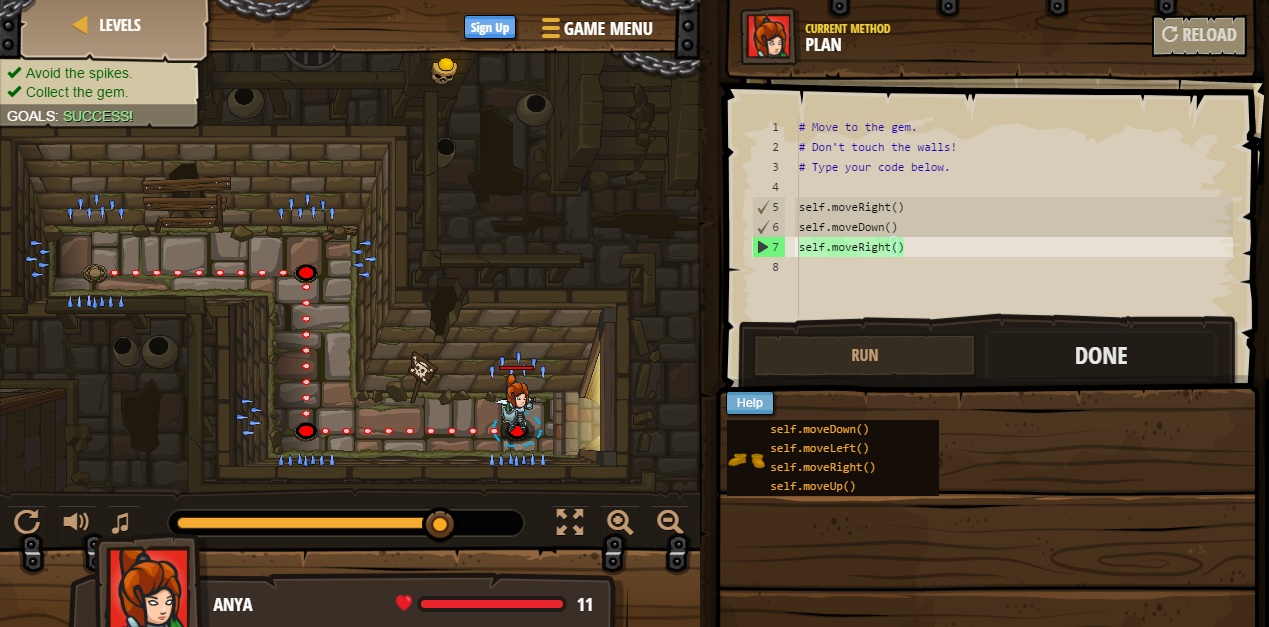 LEVELS
Sign Up
GAME MENU
Avoid the spikes.
Collect the gem.
GOALS: SUCCESS!
ANYA
11
CURRENT METHOD
PLAN
RELOAD
1 # Move to the gem.
2 # Don't touch the walls!
3 # Type your code below.
4
5 self.moveRight()
6 self.moveDown()
7 self.moveRight()
8
RUN
DONE
Help
self.moveDown()
self.moveLeft()
self.moveRight()
self.moveUp()